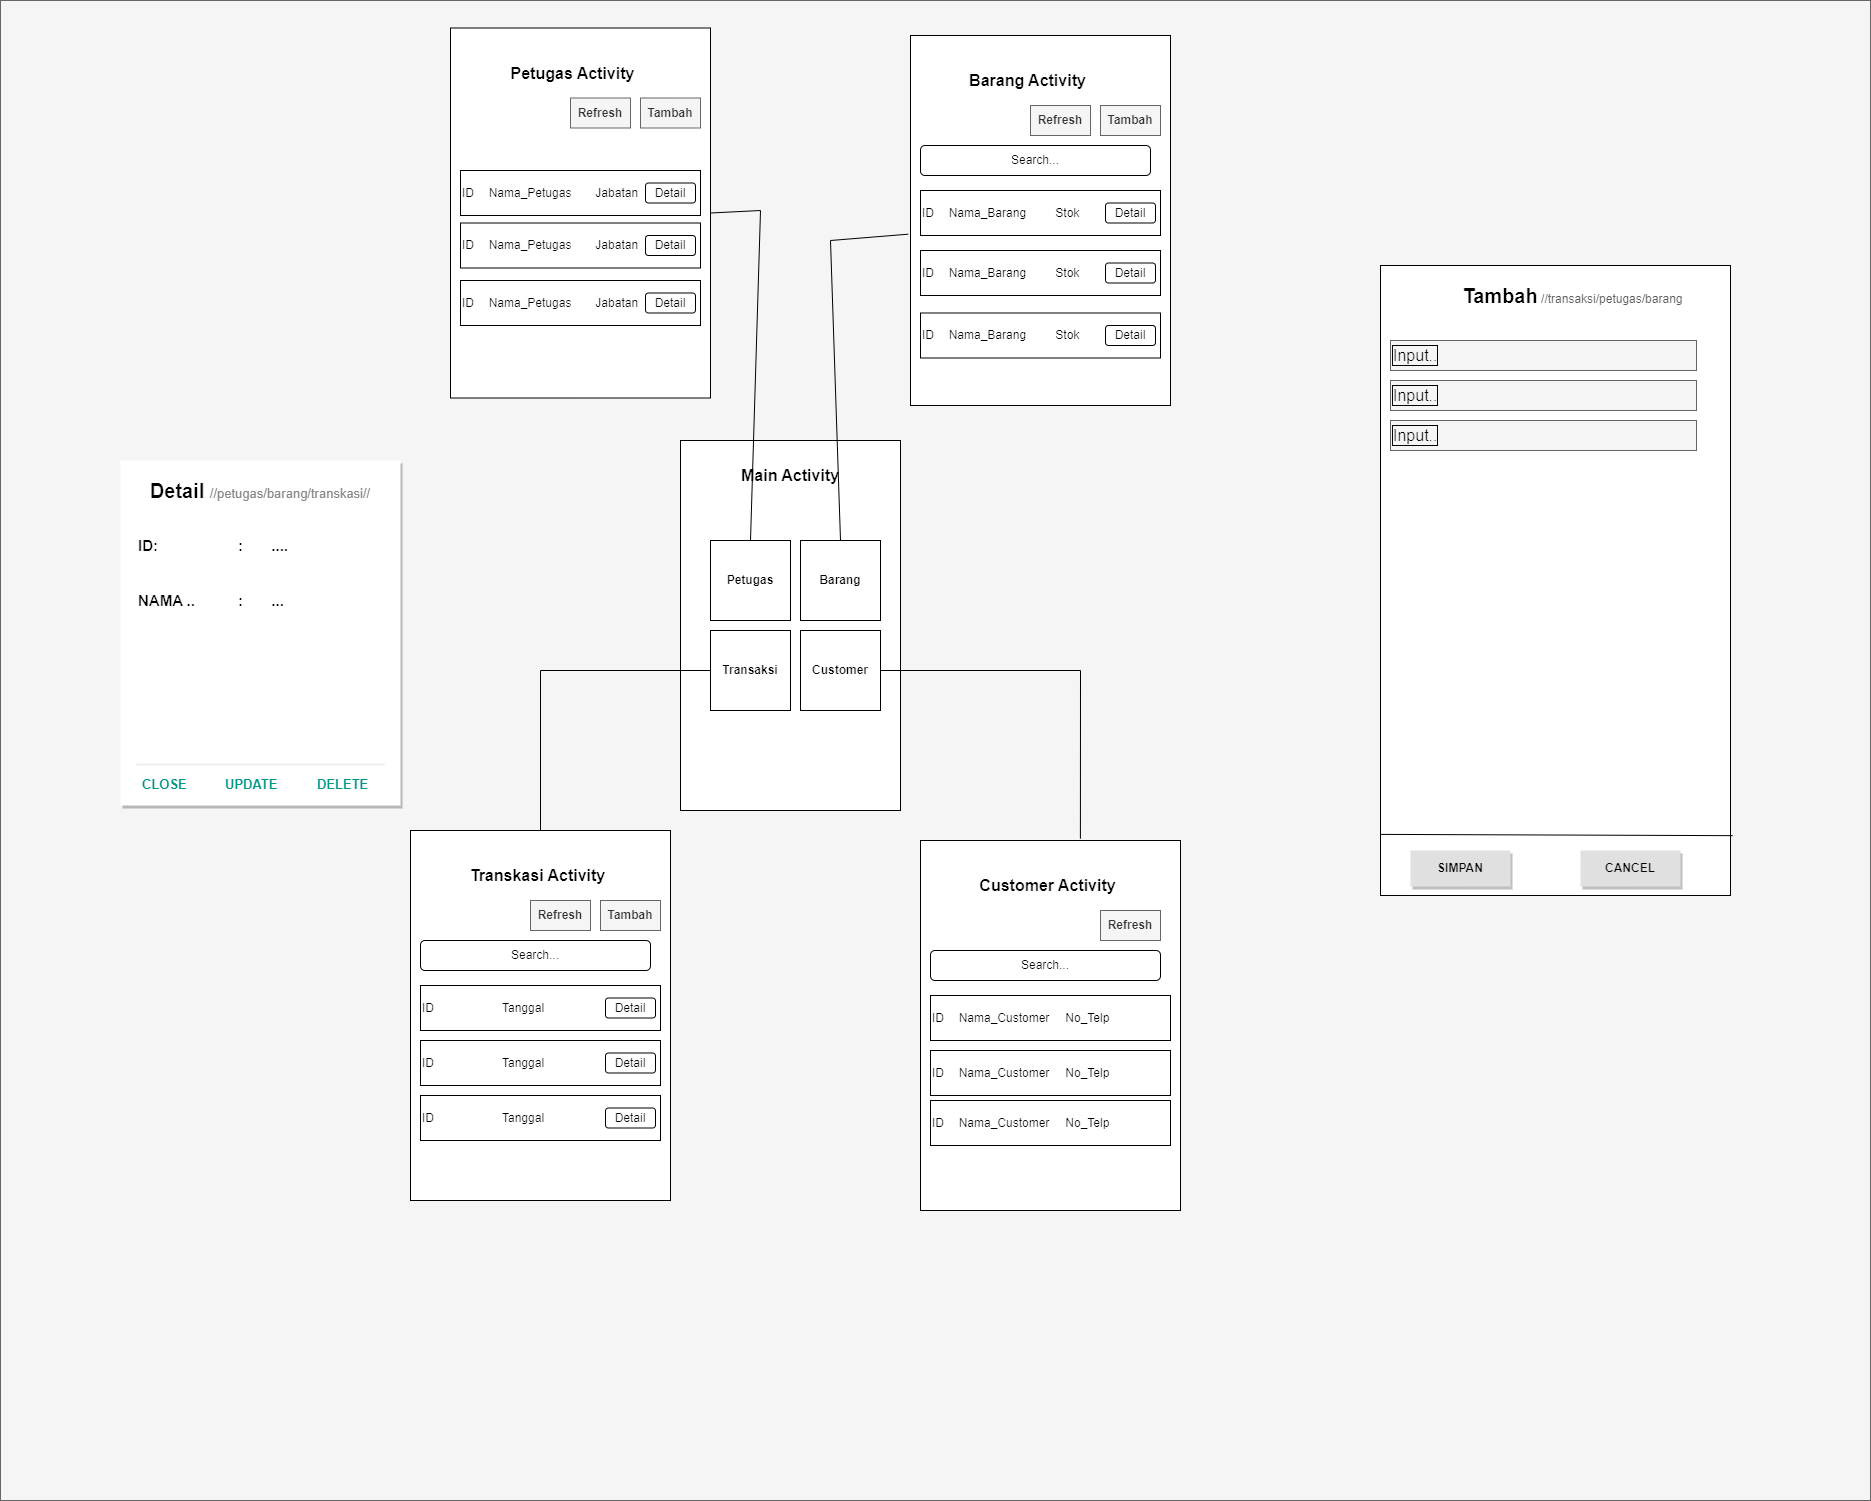 Petugas Activity
Refresh Tambah
ID Nama_Petugas Jabatan Detail
ID Nama_Petugas Jabatan Detail
ID Nama_Petugas Jabatan Detail
Barang Activity
Refresh Tambah
Search...
ID Nama_Barang Stok Detail
ID Nama_Barang Stok Detail
ID Nama_Barang Stok Detail
Tambah //transaksi/petugas/barang
Input..
Input..
Input..
SIMPAN CANCEL
Detail //petugas/barang/transkasi//
ID: : ....
NAMA .. : ...
CLOSE UPDATE DELETE
Main Activity
Petugas Barang
Transaksi Customer
Transkasi Activity
Refresh Tambah
Search...
ID Tanggal Detail
ID Tanggal Detail
ID Tanggal Detail
Customer Activity
Refresh
Search...
ID Nama_Customer No_Telp
ID Nama_Customer No_Telp
ID Nama_Customer No_Telp